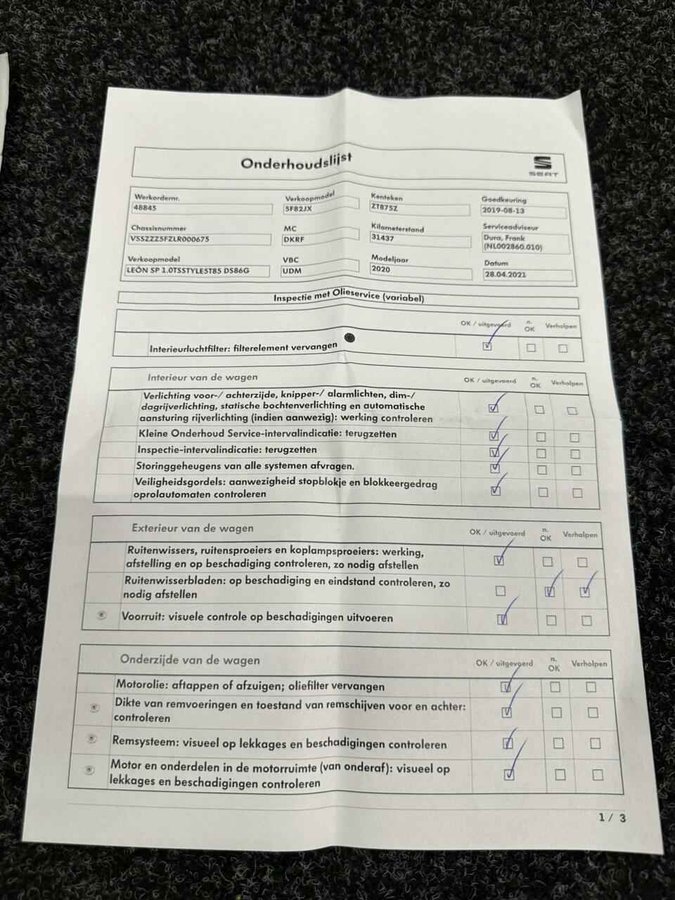 Onderhoudslijst
SEAT
Werkordernr. Verkoopmodel Kenteken Goedkeuring
48845 5F82JX ZT875Z 2019-08-13
Chassisnummer MC Kilometerstand Serviceadviseur
VSSZZZ5FZLR000675 DKRF 31437 Dura, Frank
(NL002860.010)
Verkoopmodel VBC Modeljaar Datum
LEÓN SP 1.0TSSTYLE5T85 DS86G UDM 2020 28.04.2021
Inspectie met Olieservice (variabel)
OK / uitgevoerd n. OK Verholpen
Interieurluchtfilter: filterelement vervangen
Interieur van de wagen OK / uitgevoerd n. OK Verholpen
Verlichting voor-/ achterzijde, knipper-/ alarmlichten, dim-/
dagrijverlichting, statische bochtenverlichting en automatische
aansturing rijverlichting (indien aanwezig): werking controleren
Kleine Onderhoud Service-intervalindicatie: terugzetten
Inspectie-intervalindicatie: terugzetten
Storinggeheugens van alle systemen afvragen.
Veiligheidsgordels: aanwezigheid stopblokje en blokkeergedrag
oprolautomaten controleren
Exterieur van de wagen OK / uitgevoerd n. OK Verholpen
Ruitenwissers, ruitensproeiers en koplampsproeiers: werking,
afstelling en op beschadiging controleren, zo nodig afstellen
Ruitenwisserbladen: op beschadiging en eindstand controleren, zo
nodig afstellen
Voorruit: visuele controle op beschadigingen uitvoeren
Onderzijde van de wagen OK / uitgevoerd n. OK Verholpen
Motorolie: aftappen of afzuigen; oliefilter vervangen
Dikte van remvoeringen en toestand van remschijven voor en achter:
controleren
Remsysteem: visueel op lekkages en beschadigingen controleren
Motor en onderdelen in de motorruimte (van onderaf): visueel op
lekkages en beschadigingen controleren
1 / 3